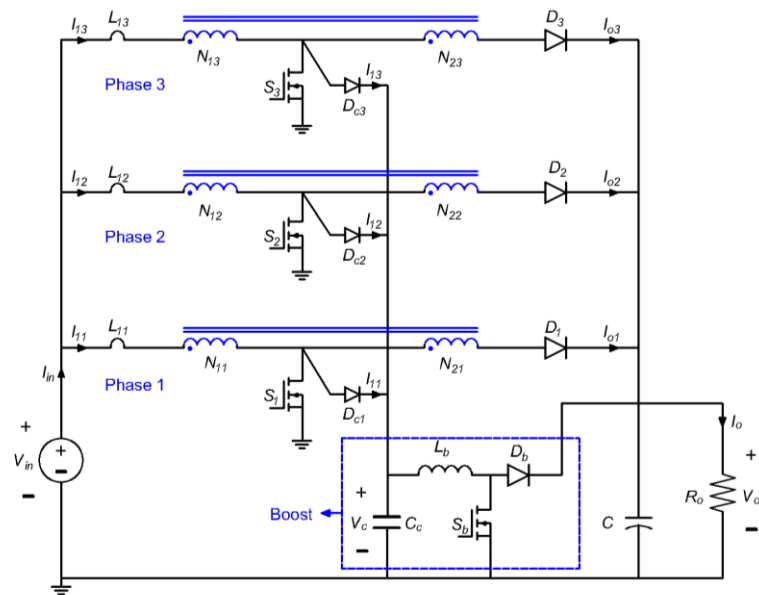 I13 L13 N13 N23 D3 Io3
Phase 3 S3 I13 Dc3
I12 L12 N12 N22 D2 Io2
Phase 2 S2 I12 Dc2
I11 L11 N11 N21 D1 Io1
Phase 1 S1 I11 Dc1
Iin
+ Vin − + −
Lb Db Io
Boost + Vc − Cc Sb C Ro + Vo −